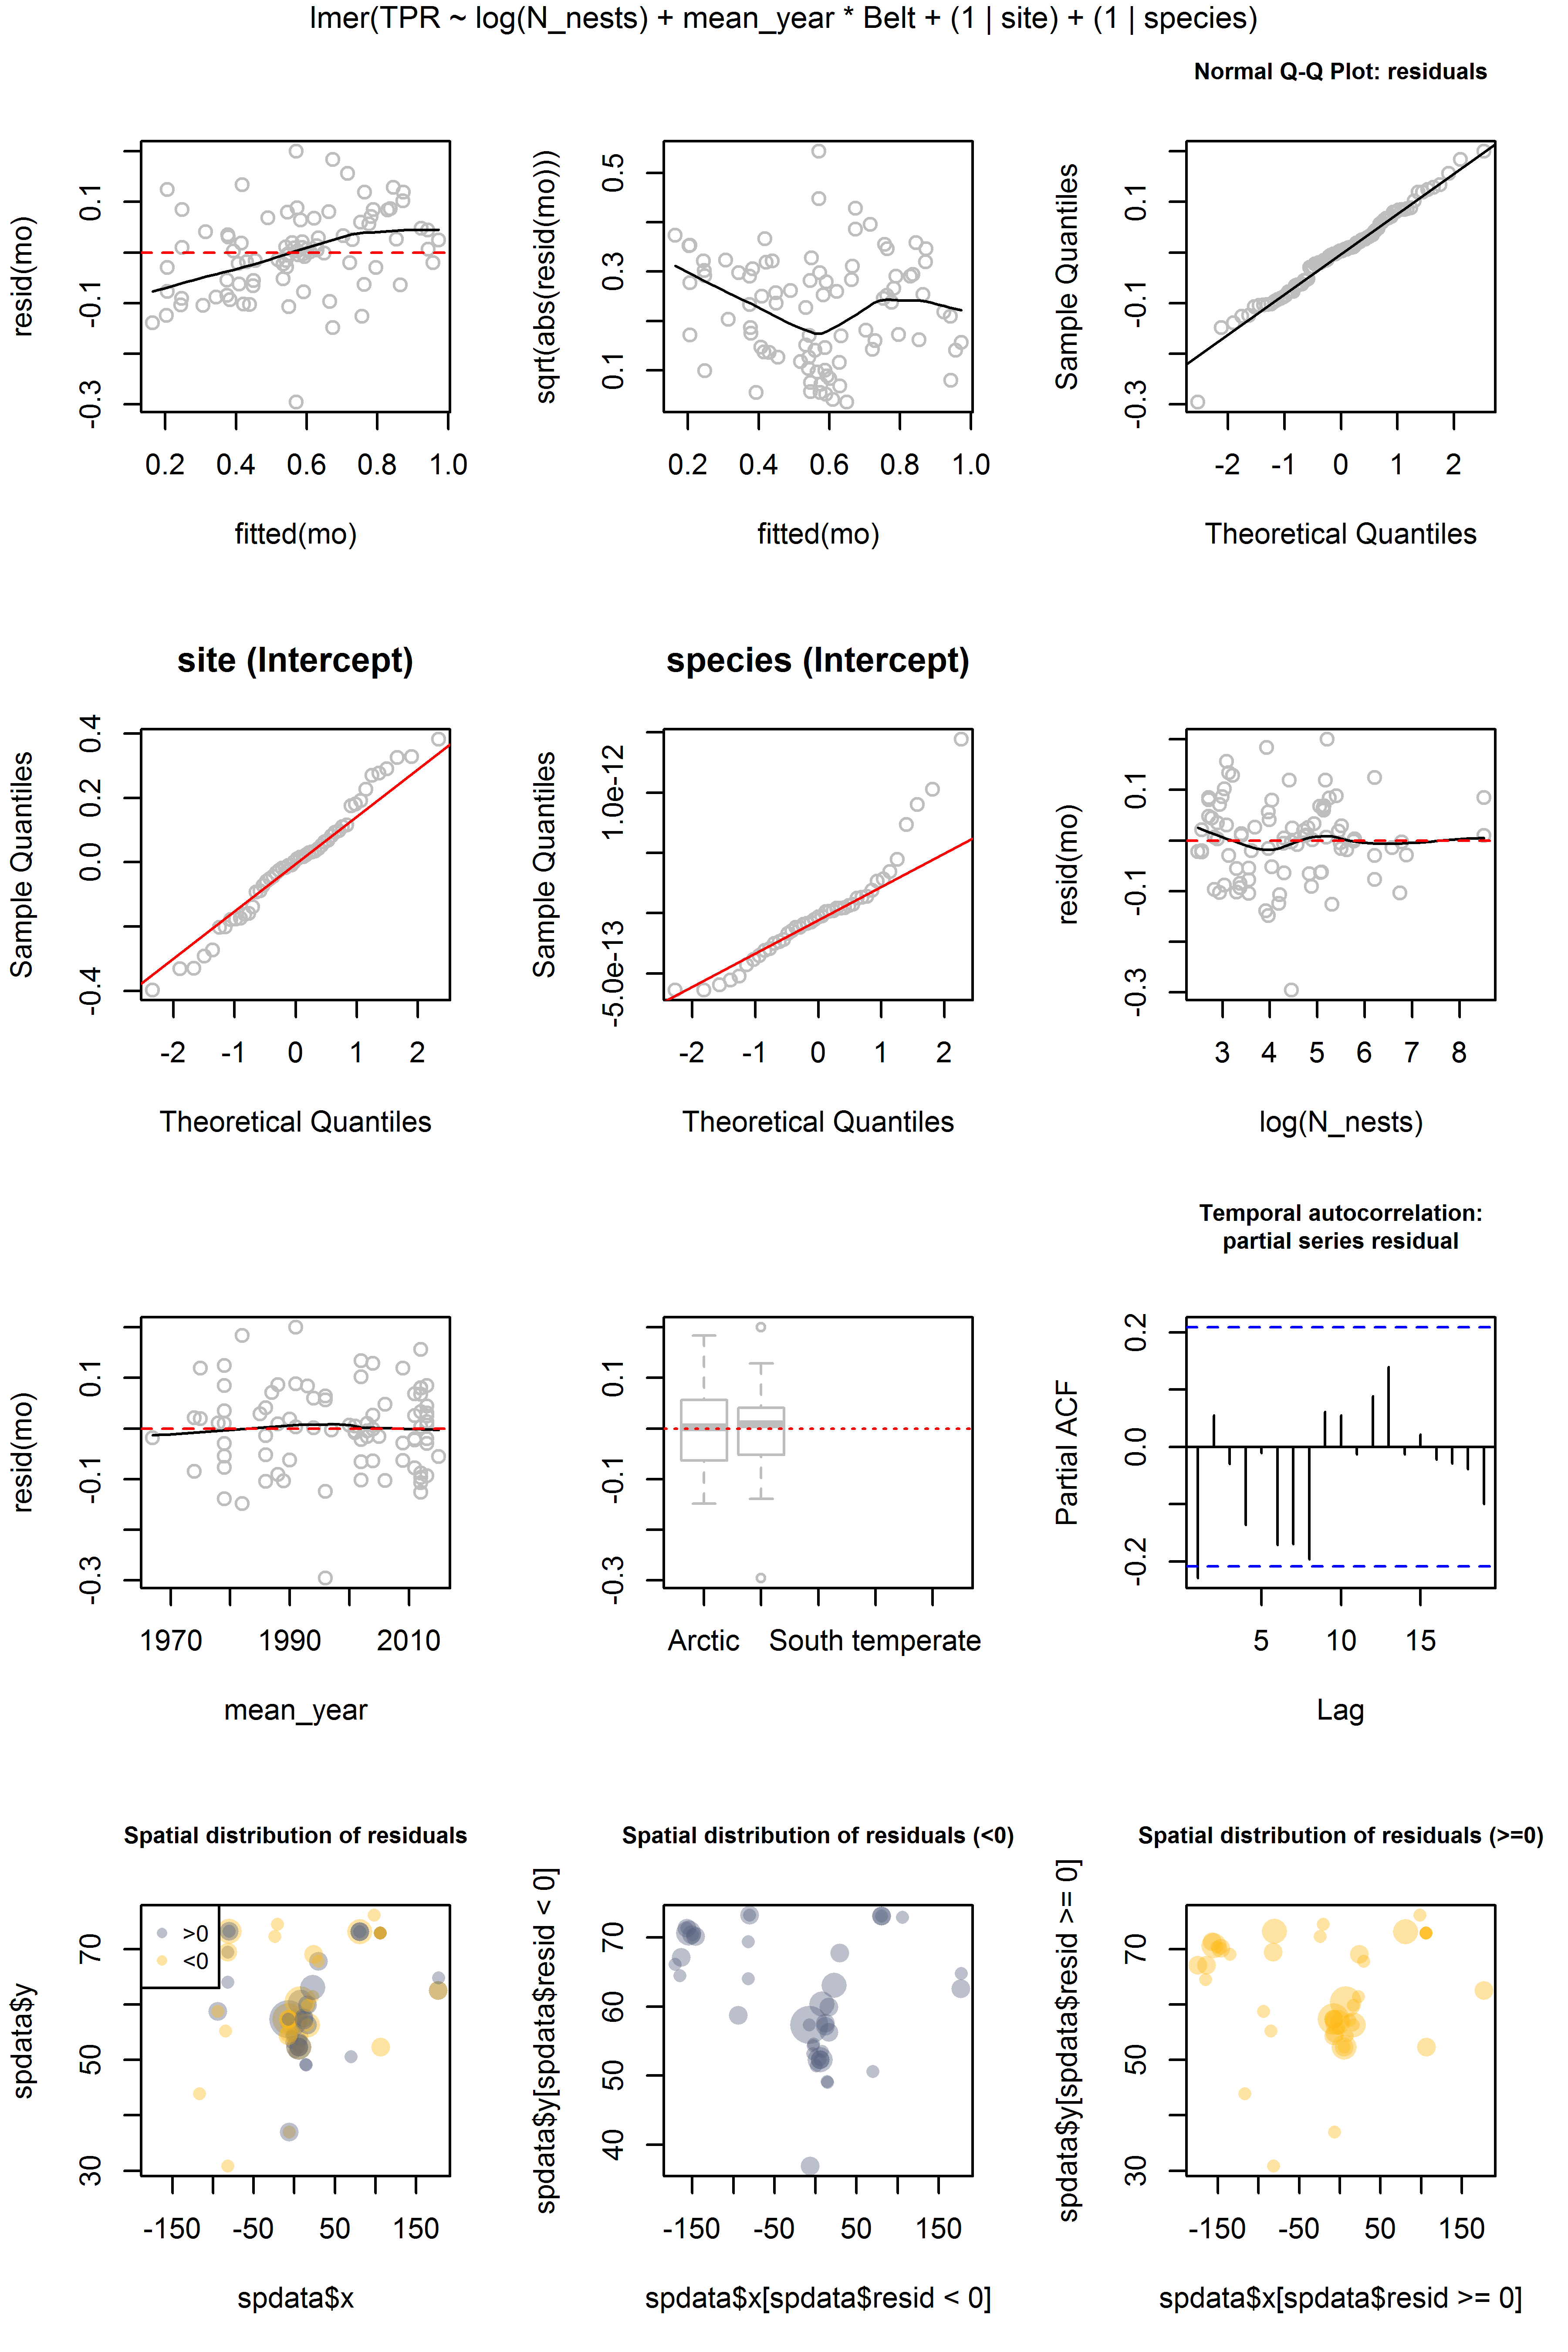 lmer(TPR ~ log(N_nests) + mean_year * Belt + (1 | site) + (1 | species)
resid(mo)
0.1
-0.1
-0.3
0.2 0.4 0.6 0.8 1.0
fitted(mo)
sqrt(abs(resid(mo)))
0.5
0.3
0.1
0.2 0.4 0.6 0.8 1.0
fitted(mo)
Normal Q-Q Plot: residuals
Sample Quantiles
0.1
-0.1
-0.3
-2 -1 0 1 2
Theoretical Quantiles
site (Intercept)
Sample Quantiles
0.4
0.2
0.0
-0.4
-2 -1 0 1 2
Theoretical Quantiles
species (Intercept)
Sample Quantiles
1.0e-12
-5.0e-13
-2 -1 0 1 2
Theoretical Quantiles
resid(mo)
0.1
-0.1
-0.3
3 4 5 6 7 8
log(N_nests)
resid(mo)
0.1
-0.1
-0.3
1970 1990 2010
mean_year
0.1
-0.1
-0.3
Arctic South temperate
Temporal autocorrelation:
partial series residual
Partial ACF
0.2
0.0
-0.2
5 10 15
Lag
Spatial distribution of residuals
>0
<0
spdata$y
70
50
30
-150 -50 50 150
spdata$x
Spatial distribution of residuals (<0)
spdata$y[spdata$resid < 0]
70
60
50
40
-150 -50 50 150
spdata$x[spdata$resid < 0]
Spatial distribution of residuals (>=0)
spdata$y[spdata$resid >= 0]
70
50
30
-150 -50 50 150
spdata$x[spdata$resid >= 0]